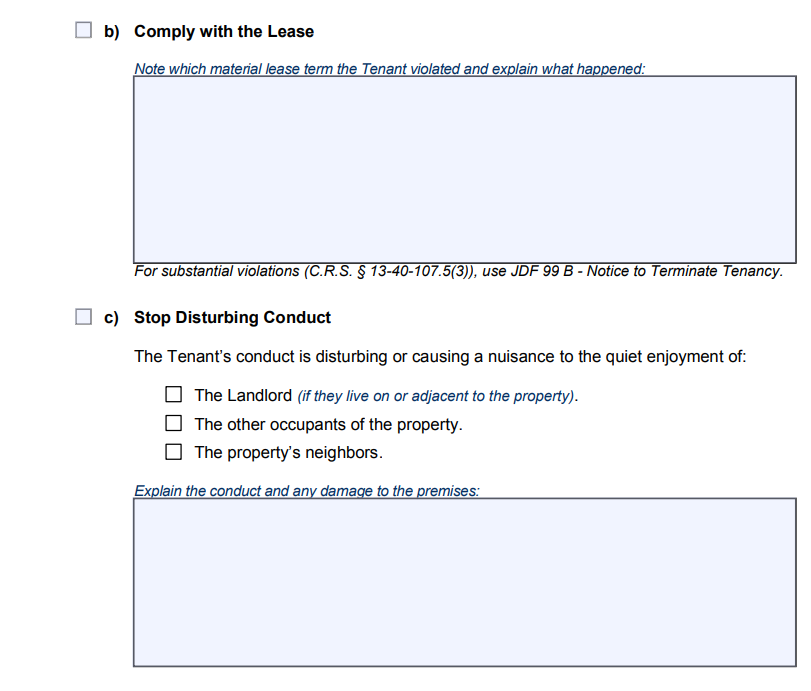 b) Comply with the Lease
Note which material lease term the Tenant violated and explain what happened:
For substantial violations (C.R.S. § 13-40-107.5(3)), use JDF 99 B - Notice to Terminate Tenancy.
c) Stop Disturbing Conduct
The Tenant’s conduct is disturbing or causing a nuisance to the quiet enjoyment of:
The Landlord (if they live on or adjacent to the property).
The other occupants of the property.
The property’s neighbors.
Explain the conduct and any damage to the premises: